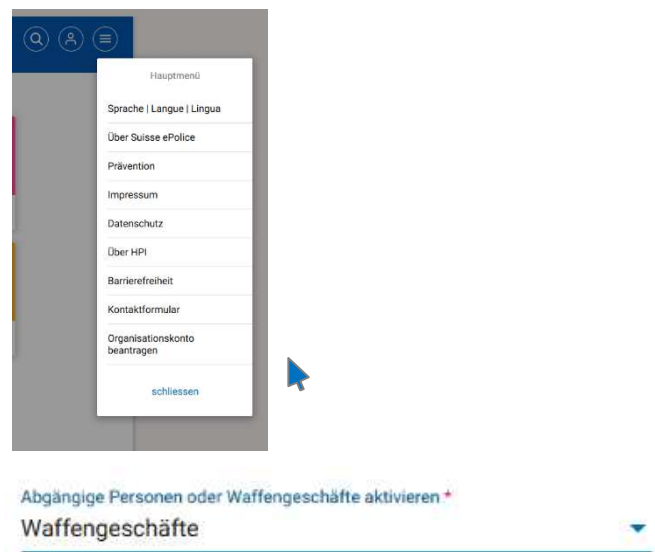 Hauptmenü
Sprache | Langue | Lingua
Über Suisse ePolice
Prävention
Impressum
Datenschutz
Über HPI
Barrierefreiheit
Kontaktformular
Organisationskonto
beantragen
schliessen
Abgängige Personen oder Waffengeschäfte aktivieren *
Waffengeschäfte